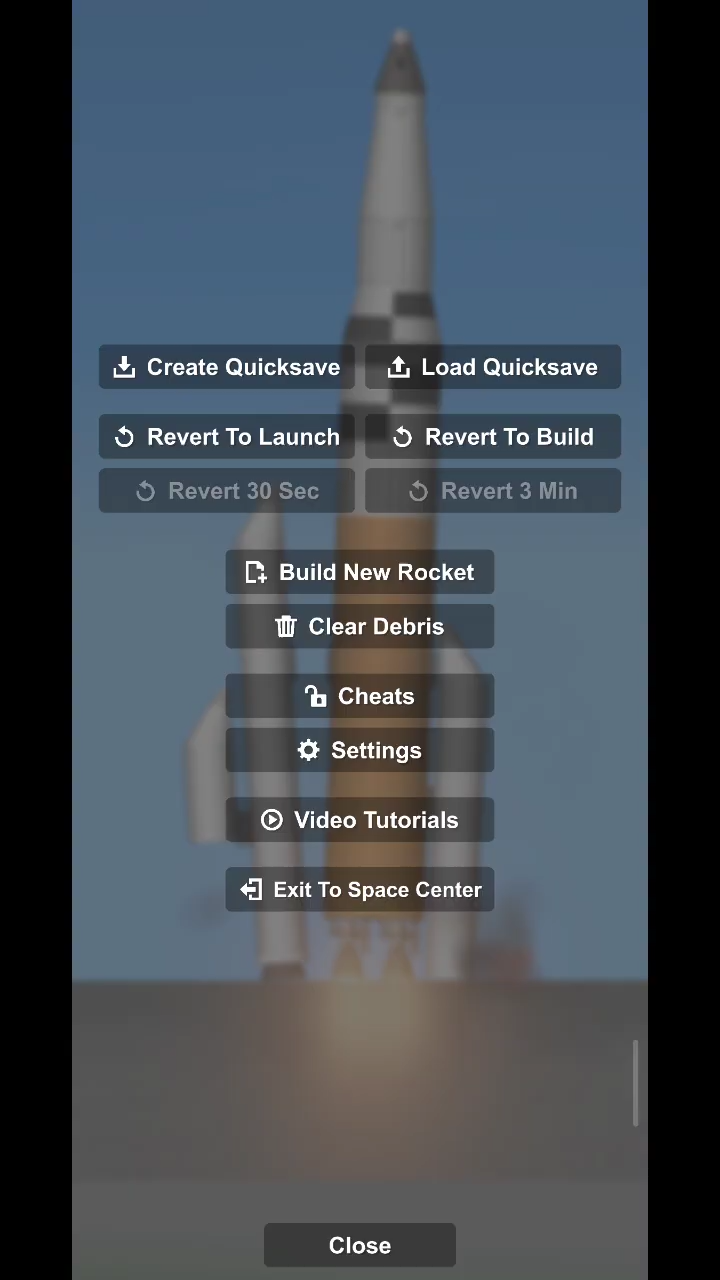 Create Quicksave
Load Quicksave
Revert To Launch
Revert To Build
Revert 30 Sec
Revert 3 Min
Build New Rocket
Clear Debris
Cheats
Settings
Video Tutorials
Exit To Space Center
Close